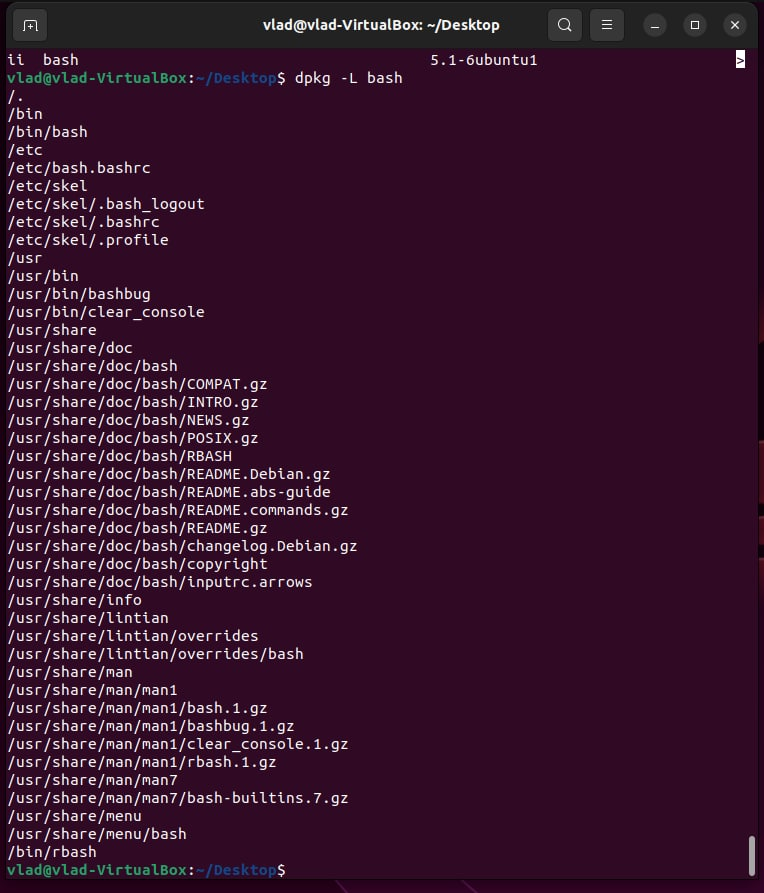 vlad@vlad-VirtualBox: ~/Desktop
ii  bash                                           5.1-6ubuntu1                      >
vlad@vlad-VirtualBox:~/Desktop$ dpkg -L bash
/.
/bin
/bin/bash
/etc
/etc/bash.bashrc
/etc/skel
/etc/skel/.bash_logout
/etc/skel/.bashrc
/etc/skel/.profile
/usr
/usr/bin
/usr/bin/bashbug
/usr/bin/clear_console
/usr/share
/usr/share/doc
/usr/share/doc/bash
/usr/share/doc/bash/COMPAT.gz
/usr/share/doc/bash/INTRO.gz
/usr/share/doc/bash/NEWS.gz
/usr/share/doc/bash/POSIX.gz
/usr/share/doc/bash/RBASH
/usr/share/doc/bash/README.Debian.gz
/usr/share/doc/bash/README.abs-guide
/usr/share/doc/bash/README.commands.gz
/usr/share/doc/bash/README.gz
/usr/share/doc/bash/changelog.Debian.gz
/usr/share/doc/bash/copyright
/usr/share/doc/bash/inputrc.arrows
/usr/share/info
/usr/share/lintian
/usr/share/lintian/overrides
/usr/share/lintian/overrides/bash
/usr/share/man
/usr/share/man/man1
/usr/share/man/man1/bash.1.gz
/usr/share/man/man1/bashbug.1.gz
/usr/share/man/man1/clear_console.1.gz
/usr/share/man/man1/rbash.1.gz
/usr/share/man/man7
/usr/share/man/man7/bash-builtins.7.gz
/usr/share/menu
/usr/share/menu/bash
/bin/rbash
vlad@vlad-VirtualBox:~/Desktop$